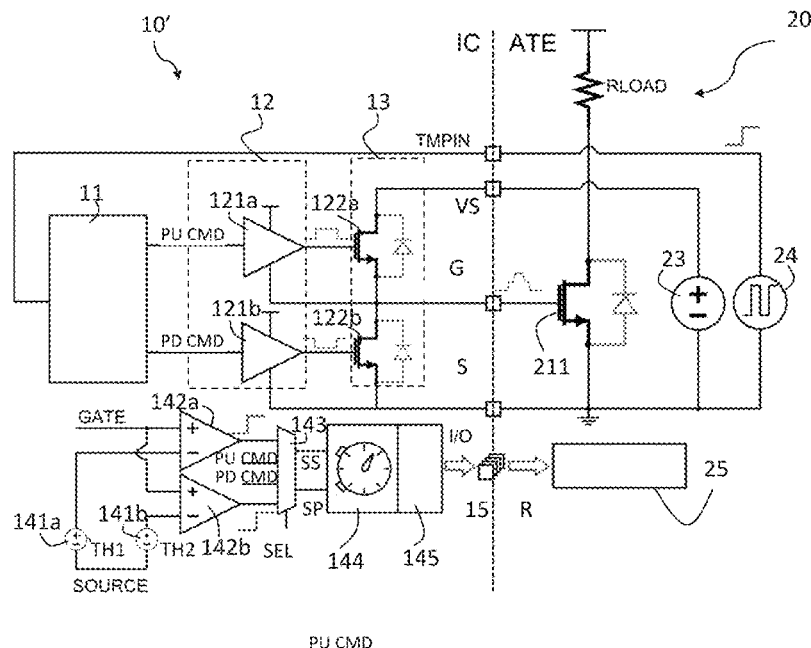 10'
IC
ATE
20
RLOAD
12
13
TMPIN
11
121a
122a
VS
PU CMD
G
23
24
121b
122b
PD CMD
S
211
142a
GATE
143
I/O
PU CMD
SS
PD CMD
25
141a
141b
SP
15
R
TH1
TH2
142b
SEL
144
145
SOURCE
PU CMD